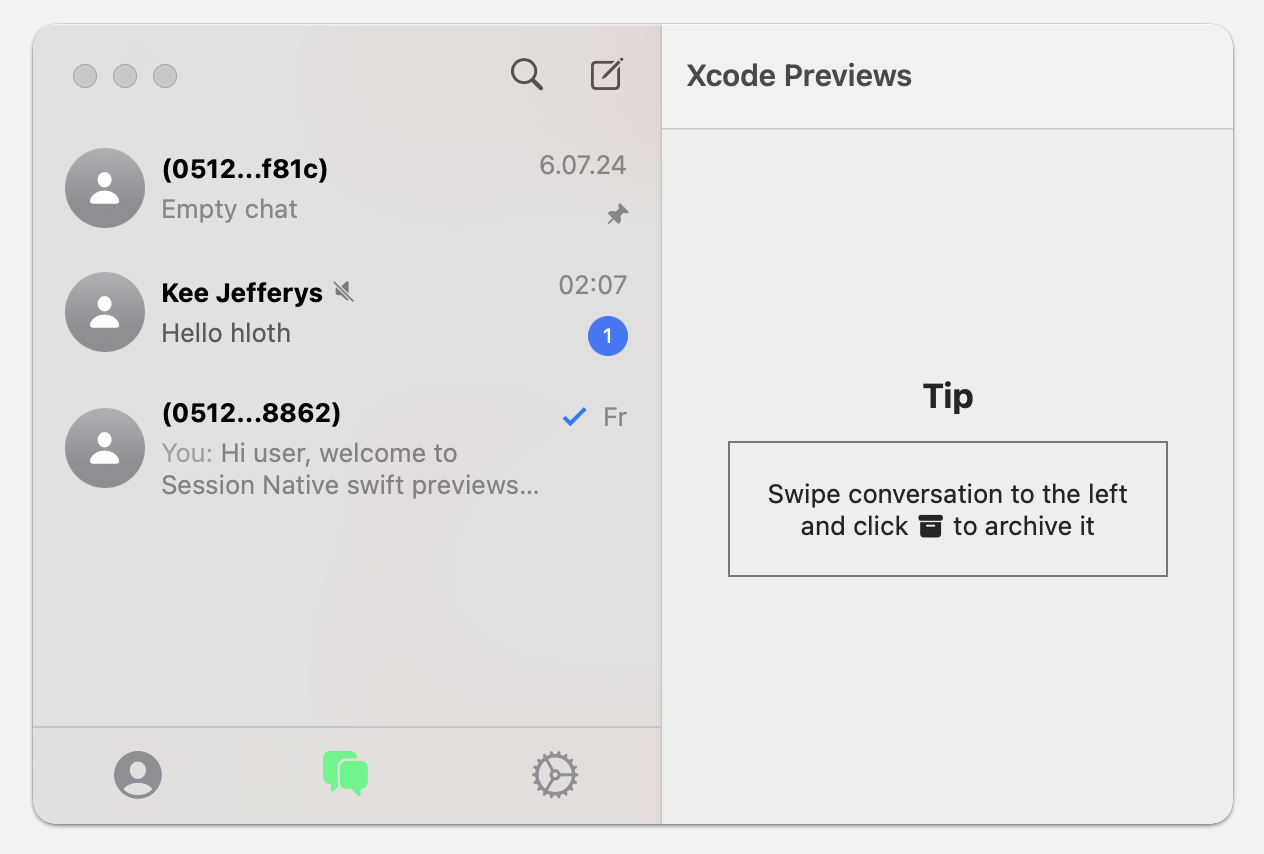 Xcode Previews
(0512...f81c)
6.07.24
Empty chat
Kee Jefferys
02:07
Hello hloth
1
(0512...8862)
Fr
You: Hi user, welcome to
Session Native swift previews...
Tip
Swipe conversation to the left
and click to archive it